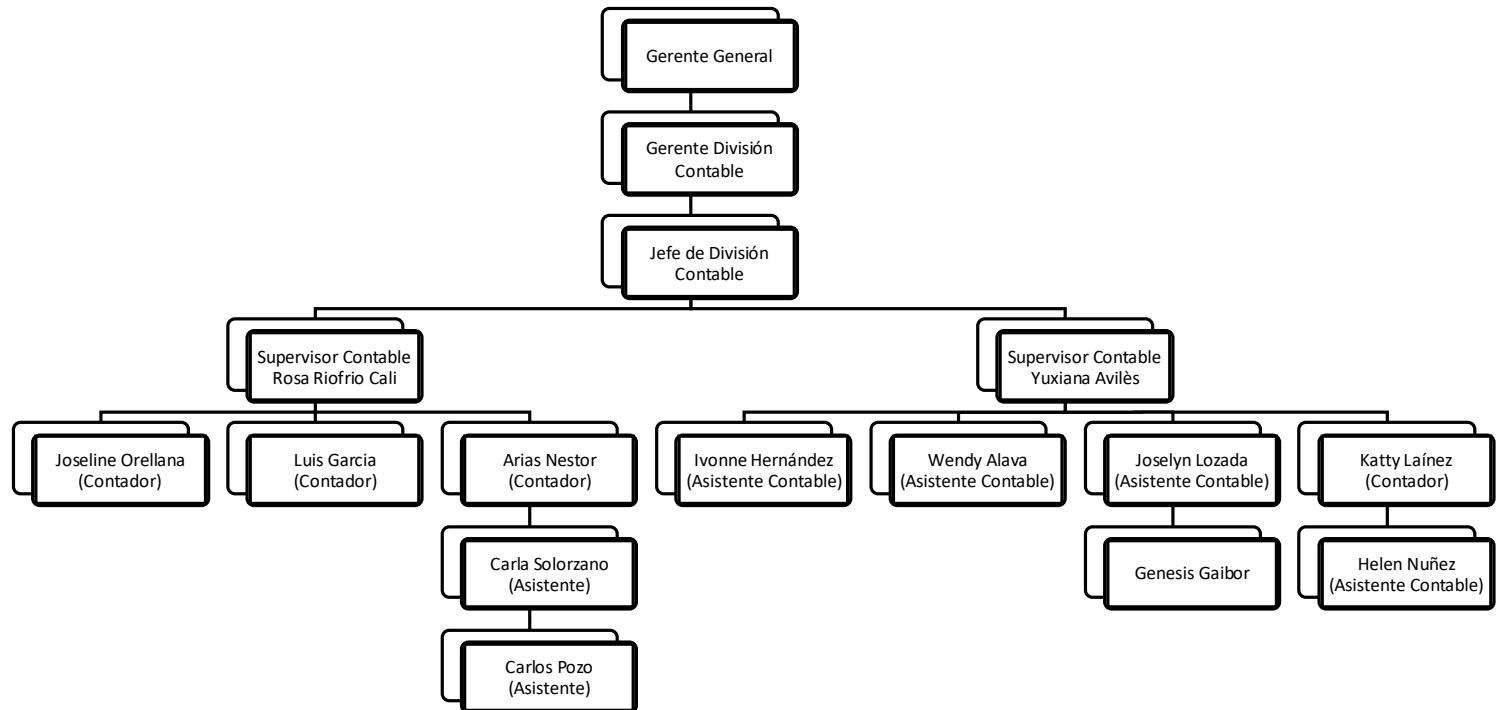 Gerente General
Gerente División
Contable
Jefe de División
Contable
Supervisor Contable
Rosa Riofrio Cali
Supervisor Contable
Yuxiana Avilès
Joseline Orellana
(Contador)
Luis Garcia
(Contador)
Arias Nestor
(Contador)
Ivonne Hernández
(Asistente Contable)
Wendy Alava
(Asistente Contable)
Joselyn Lozada
(Asistente Contable)
Katty Laínez
(Contador)
Carla Solorzano
(Asistente)
Genesis Gaibor
Helen Nuñez
(Asistente Contable)
Carlos Pozo
(Asistente)